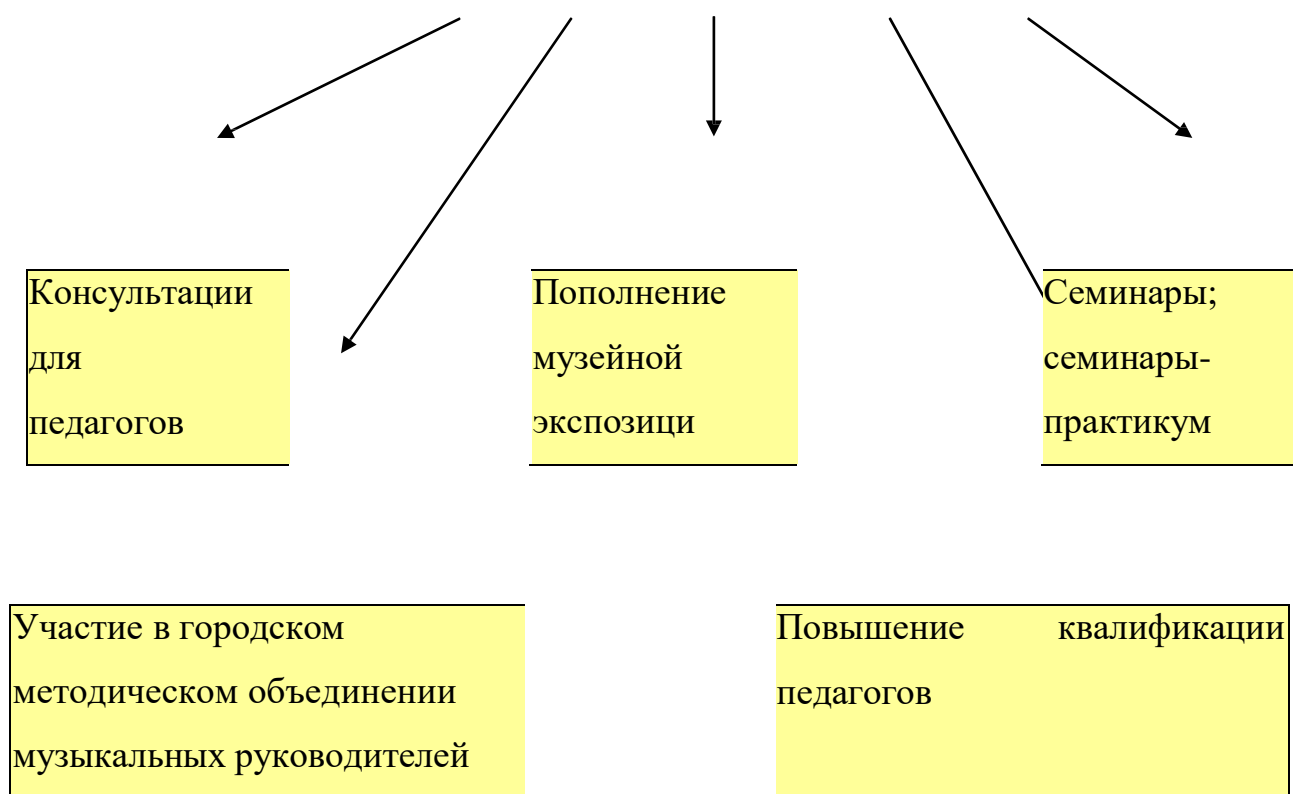 Консультации
для
педагогов
Пополнение
музейной
экспозици
Семинары;
семинары-
практикум
Участие в городском
методическом объединении
музыкальных руководителей
Повышение квалификации
педагогов